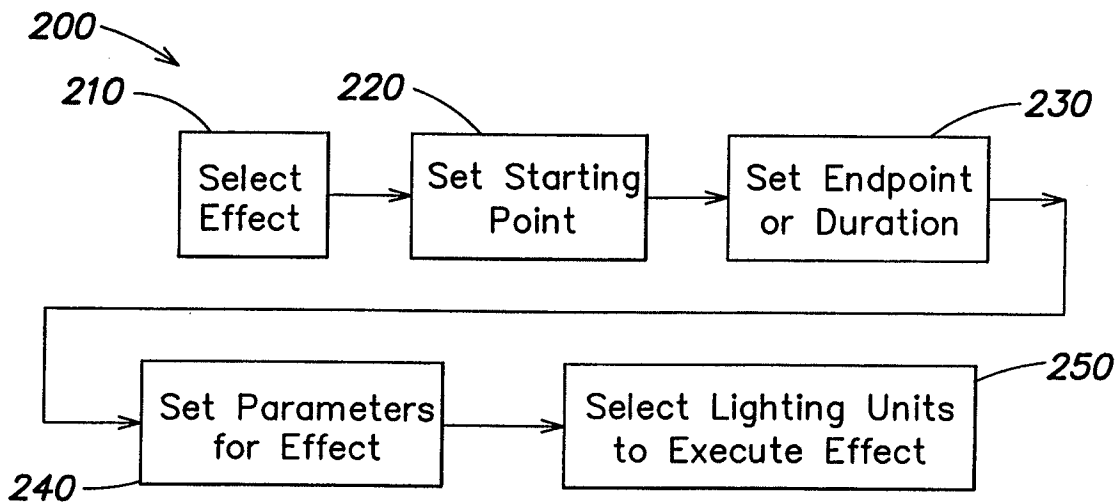 200
210
220
230
Select
Effect
Set Starting
Point
Set Endpoint
or Duration
240
Set Parameters
for Effect
Select Lighting Units
to Execute Effect
250